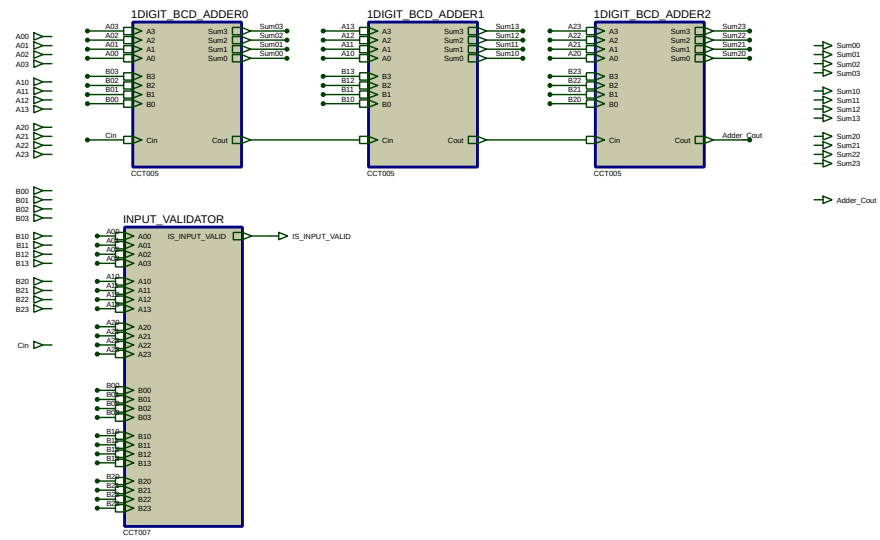 1DIGIT_BCD_ADDER0
A03 A3 Sum3 Sum03
A02 A2 Sum2 Sum02
A01 A1 Sum1 Sum01
A00 A0 Sum0 Sum00
B03 B3
B02 B2
B01 B1
B00 B0
Cin Cin Cout
CCT005
1DIGIT_BCD_ADDER1
A13 A3 Sum3 Sum13
A12 A2 Sum2 Sum12
A11 A1 Sum1 Sum11
A10 A0 Sum0 Sum10
B13 B3
B12 B2
B11 B1
B10 B0
Cin Cout
CCT005
1DIGIT_BCD_ADDER2
A23 A3 Sum3 Sum23
A22 A2 Sum2 Sum22
A21 A1 Sum1 Sum21
A20 A0 Sum0 Sum20
B23 B3
B22 B2
B21 B1
B20 B0
Cin Cout Adder_Cout
CCT005
A00
A01
A02
A03
A10
A11
A12
A13
A20
A21
A22
A23
B00
B01
B02
B03
B10
B11
B12
B13
B20
B21
B22
B23
Cin
Sum00
Sum01
Sum02
Sum03
Sum10
Sum11
Sum12
Sum13
Sum20
Sum21
Sum22
Sum23
Adder_Cout
INPUT_VALIDATOR
A00 A00 IS_INPUT_VALID IS_INPUT_VALID
A01
A02
A03
A10 A10
A11
A12
A13
A20 A20
A21
A22
A23
B00 B00
B01
B02
B03
B10 B10
B11
B12
B13
B20 B20
B21
B22
B23
CCT007